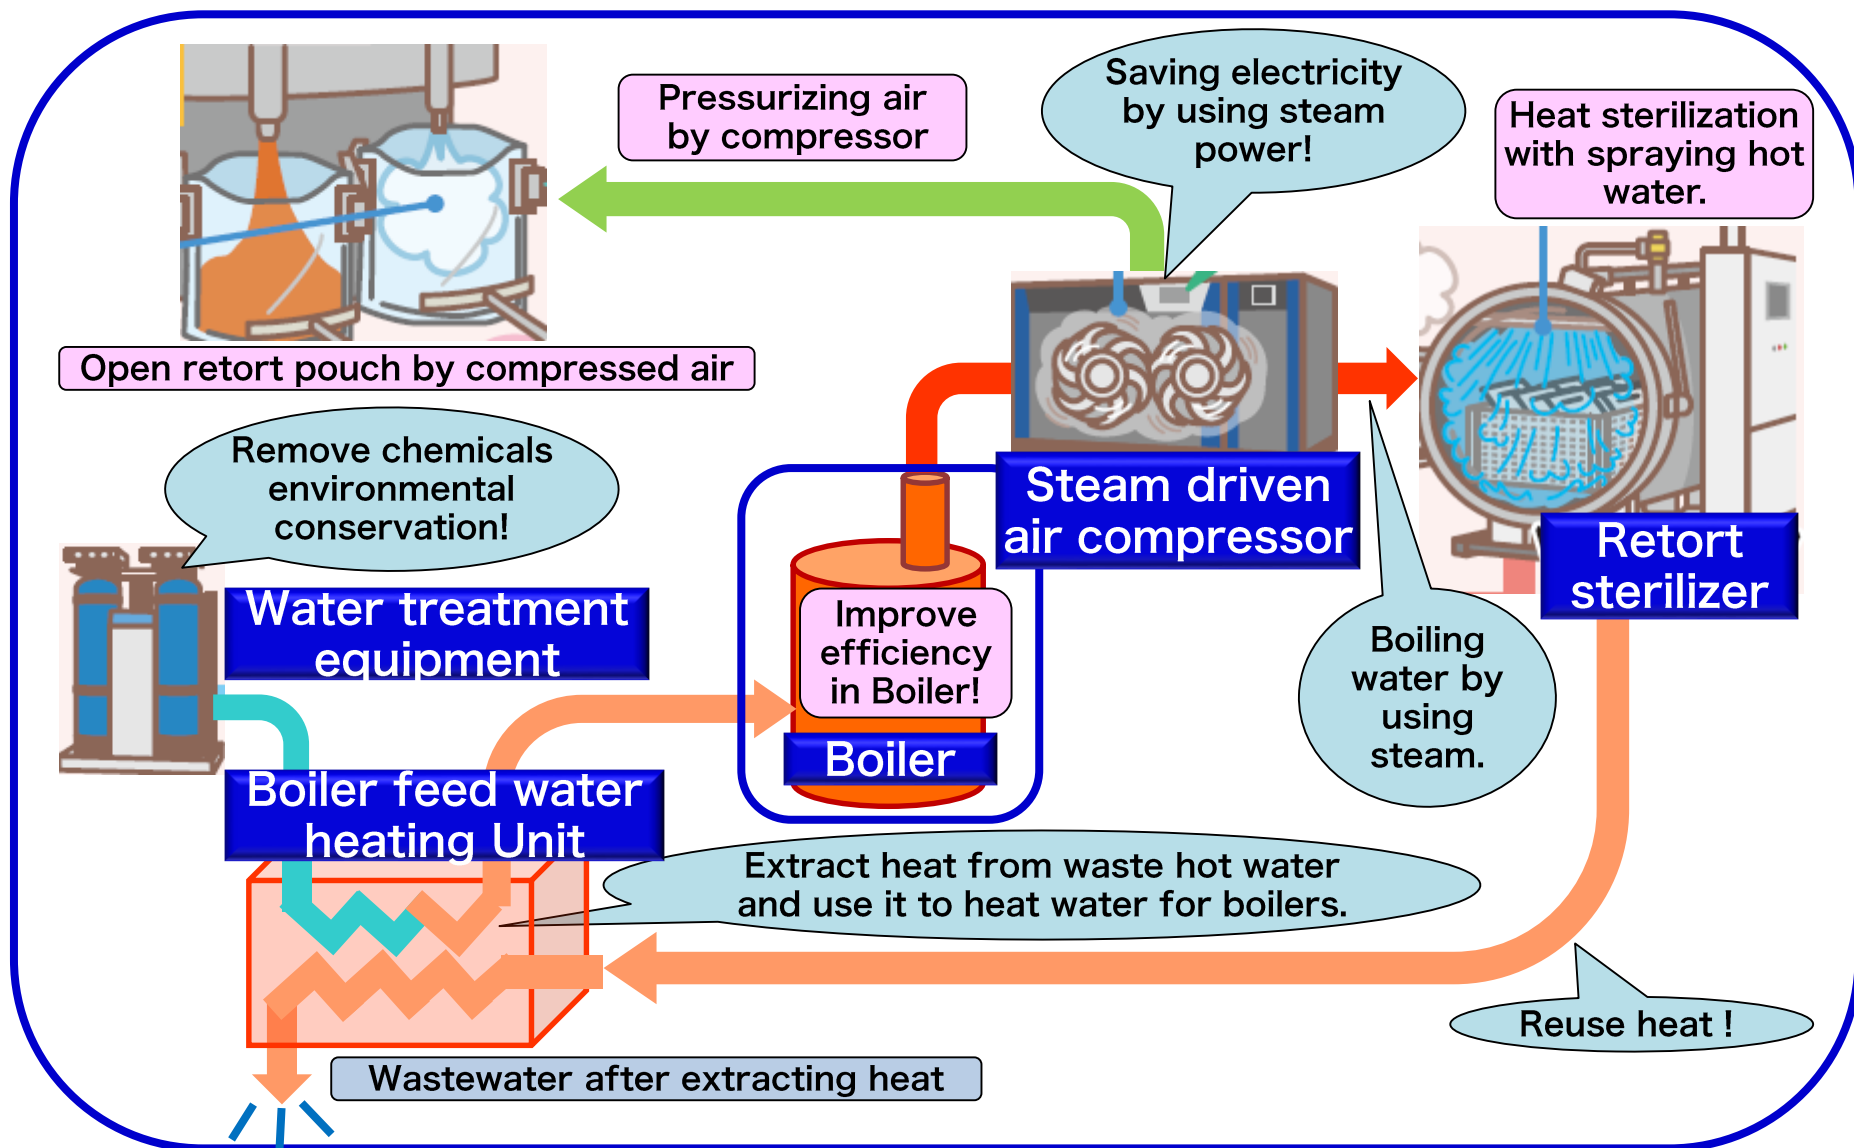 Pressurizing air
by compressor
Saving electricity
by using steam
power!
Heat sterilization
with spraying hot
water.
Open retort pouch by compressed air
Remove chemicals
environmental
conservation!
Steam driven
air compressor
Retort
sterilizer
Water treatment
equipment
Improve
efficiency
in Boiler!
Boiler
Boiling
water by
using
steam.
Boiler feed water
heating Unit
Extract heat from waste hot water
and use it to heat water for boilers.
Reuse heat !
Wastewater after extracting heat